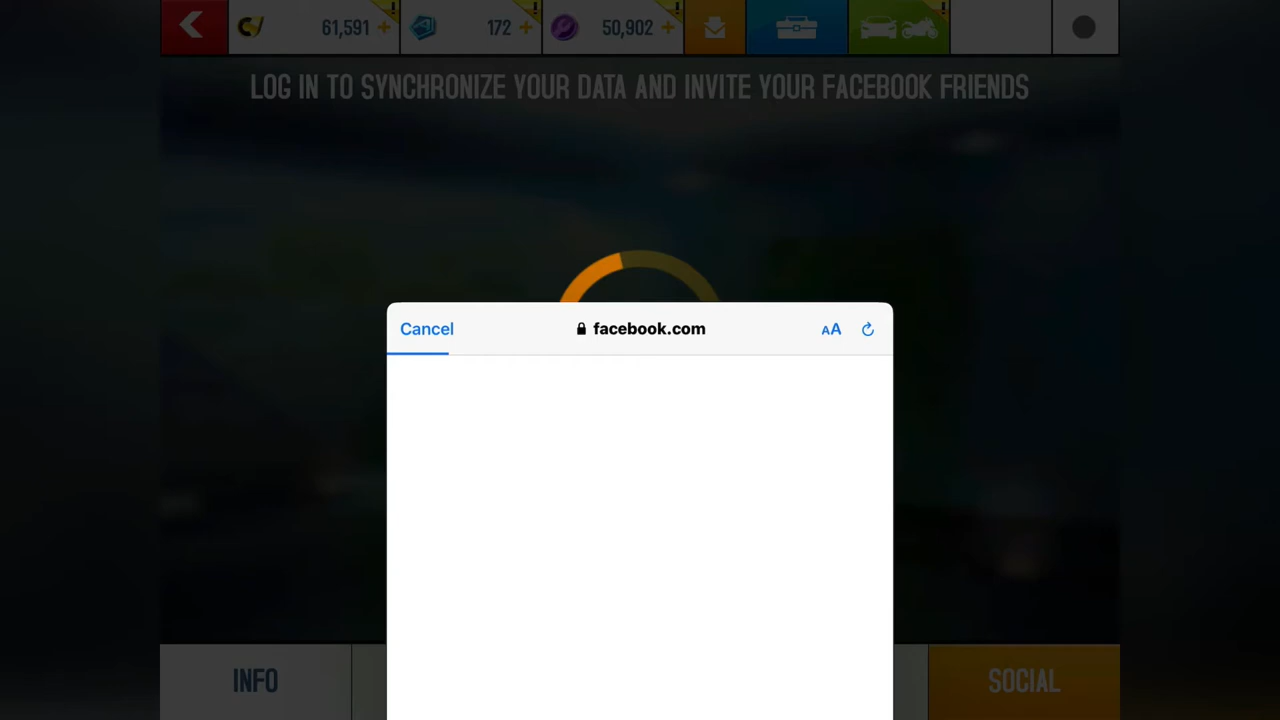 61,591 + 172 + 50,902 +
LOG IN TO SYNCHRONIZE YOUR DATA AND INVITE YOUR FACEBOOK FRIENDS
Cancel facebook.com AA
INFO SOCIAL